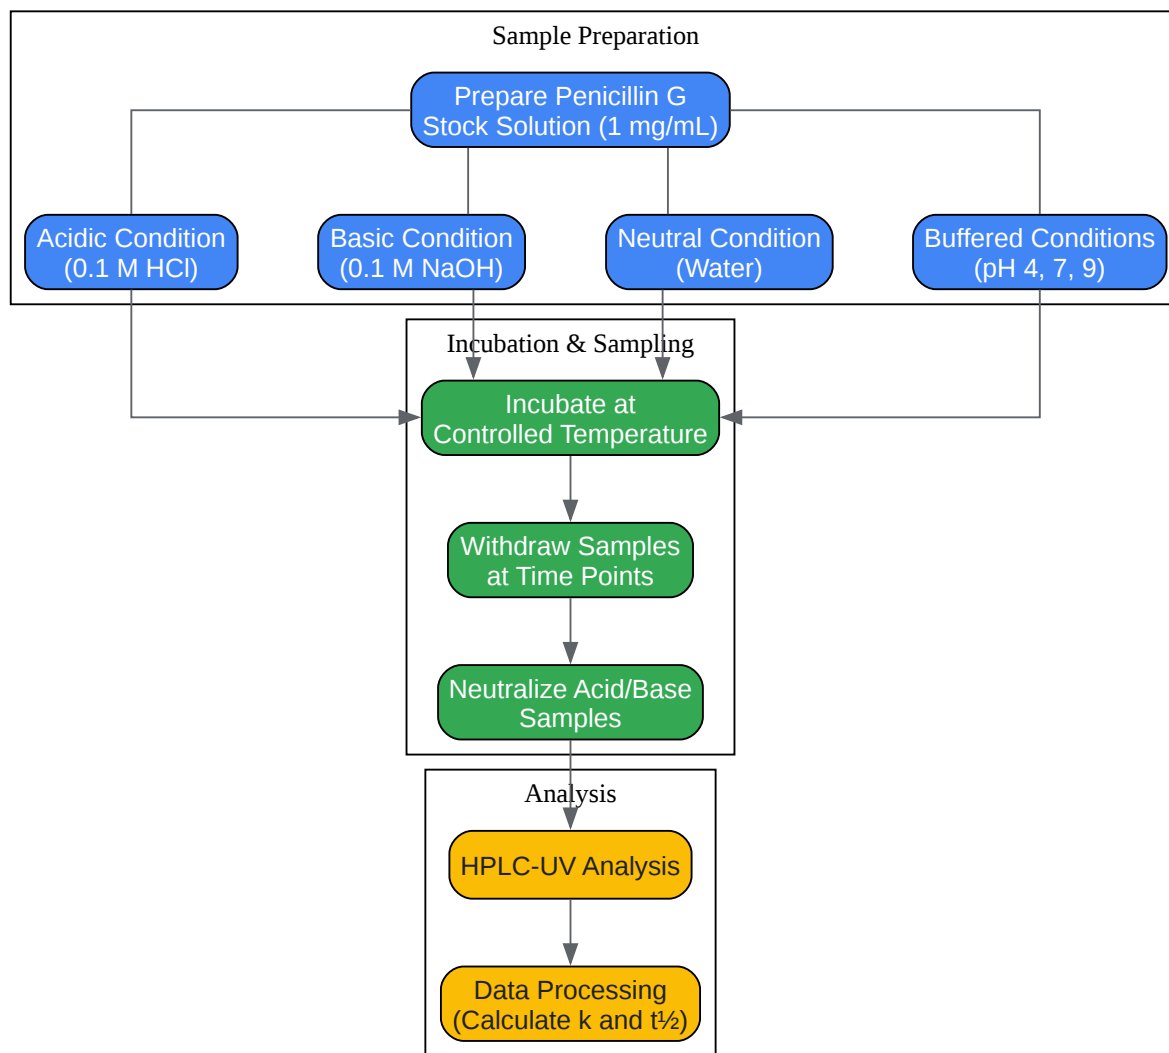 Sample Preparation
Prepare Penicillin G
Stock Solution (1 mg/mL)
Acidic Condition
(0.1 M HCl)
Basic Condition
(0.1 M NaOH)
Neutral Condition
(Water)
Buffered Conditions
(pH 4, 7, 9)
Incubation & Sampling
Incubate at
Controlled Temperature
Withdraw Samples
at Time Points
Neutralize Acid/Base
Samples
Analysis
HPLC-UV Analysis
Data Processing
(Calculate k and t½)